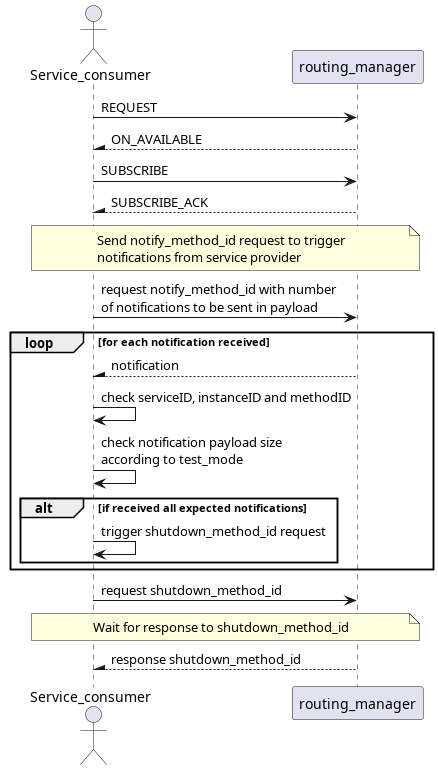 Service_consumer
routing_manager
REQUEST
ON_AVAILABLE
SUBSCRIBE
SUBSCRIBE_ACK
Send notify_method_id request to trigger
notifications from service provider
request notify_method_id with number
of notifications to be sent in payload
loop [for each notification received]
notification
check serviceID, instanceID and methodID
check notification payload size
according to test_mode
alt [if received all expected notifications]
trigger shutdown_method_id request
request shutdown_method_id
Wait for response to shutdown_method_id
response shutdown_method_id
Service_consumer
routing_manager